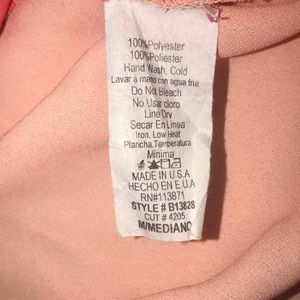 100%Polyester
100%Poliester
Hand Wash, Cold
Lavar a mano con agua fria
Do Not Bleach
No Usar cloro
Line Dry
Secar En Linea
Iron, Low Heat
Plancha,Temperatura
Minima
MADE IN U.S.A
HECHO EN E.U.A
RN#113871
STYLE # B13828
CUT # 4205
M/MEDIANO